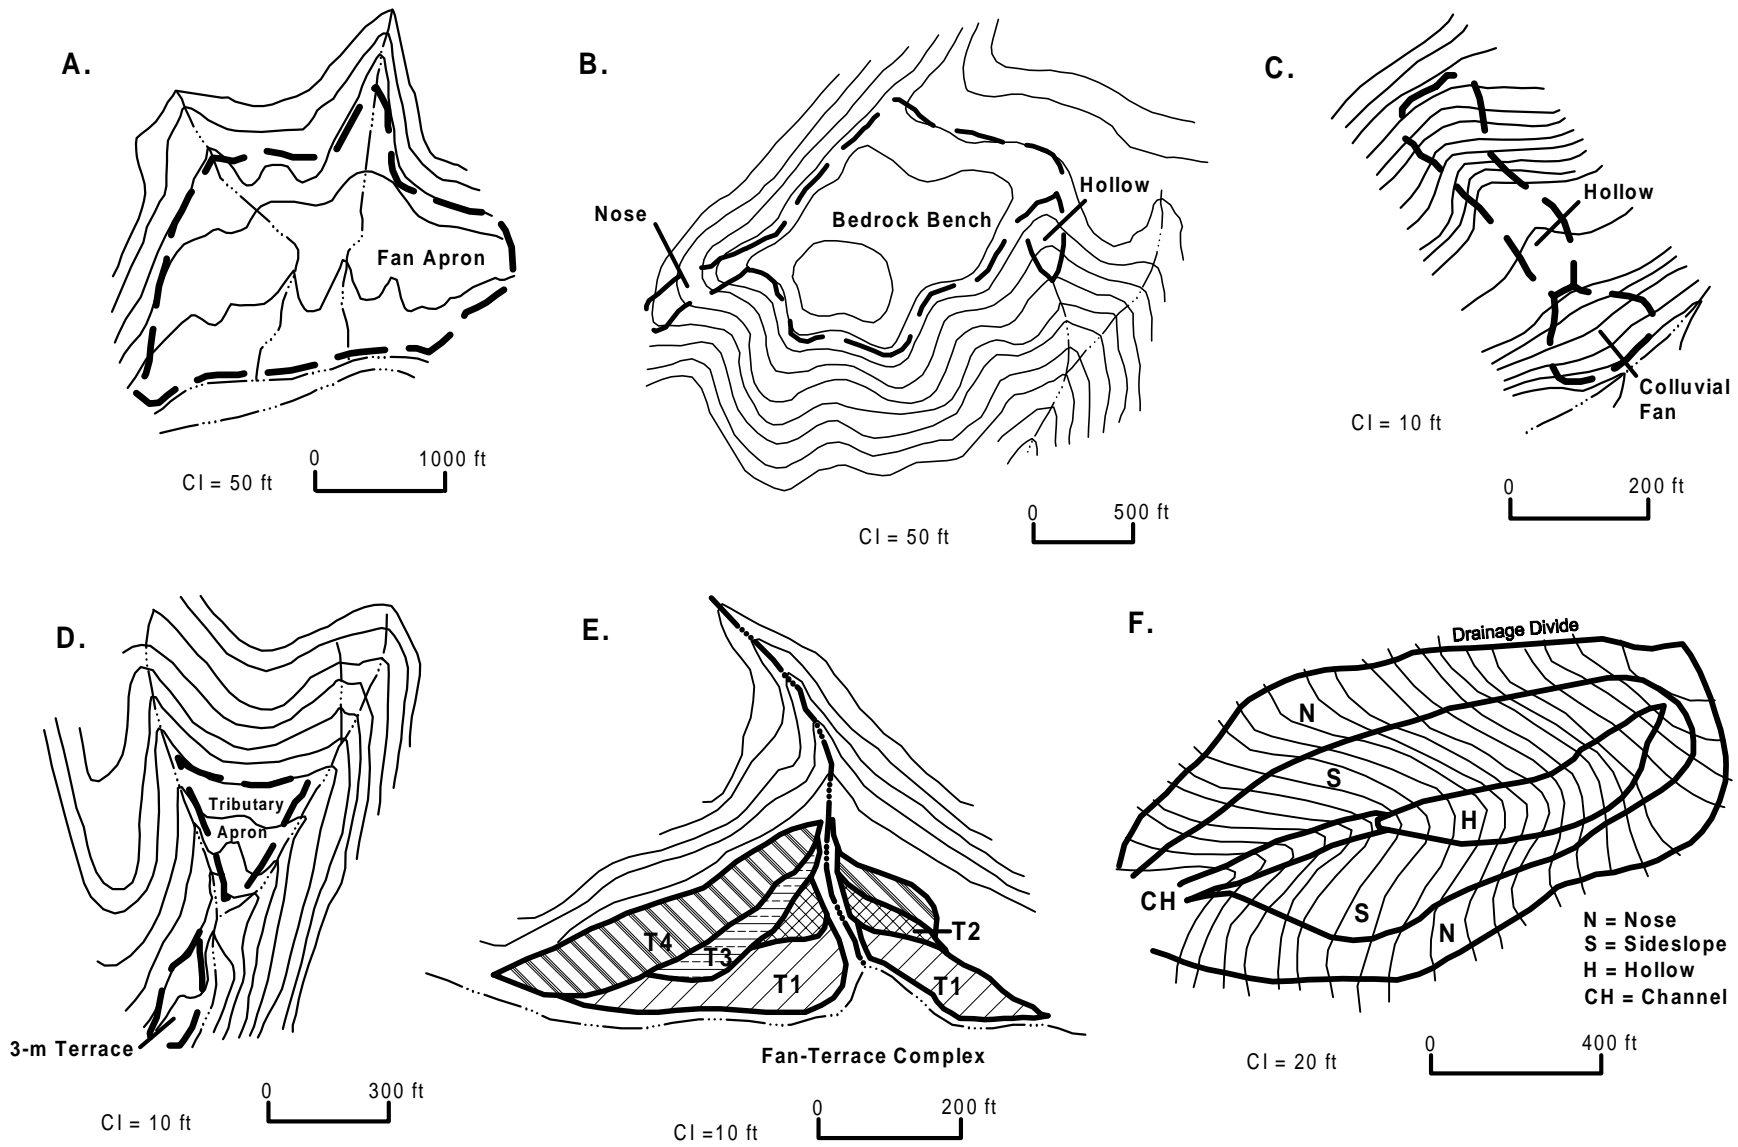 A.
Fan Apron
0 1000 ft
CI = 50 ft
B.
Hollow
Nose
Bedrock Bench
0 500 ft
CI = 50 ft
C.
Hollow
Colluvial
Fan
CI = 10 ft
0 200 ft
D.
Tributary
Apron
3-m Terrace
0 300 ft
CI = 10 ft
E.
T4
T3
T2
T1
T1
Fan-Terrace Complex
0 200 ft
CI =10 ft
F.
Drainage Divide
N
S
H
CH
S
N
N = Nose
S = Sideslope
H = Hollow
CH = Channel
0 400 ft
CI = 20 ft